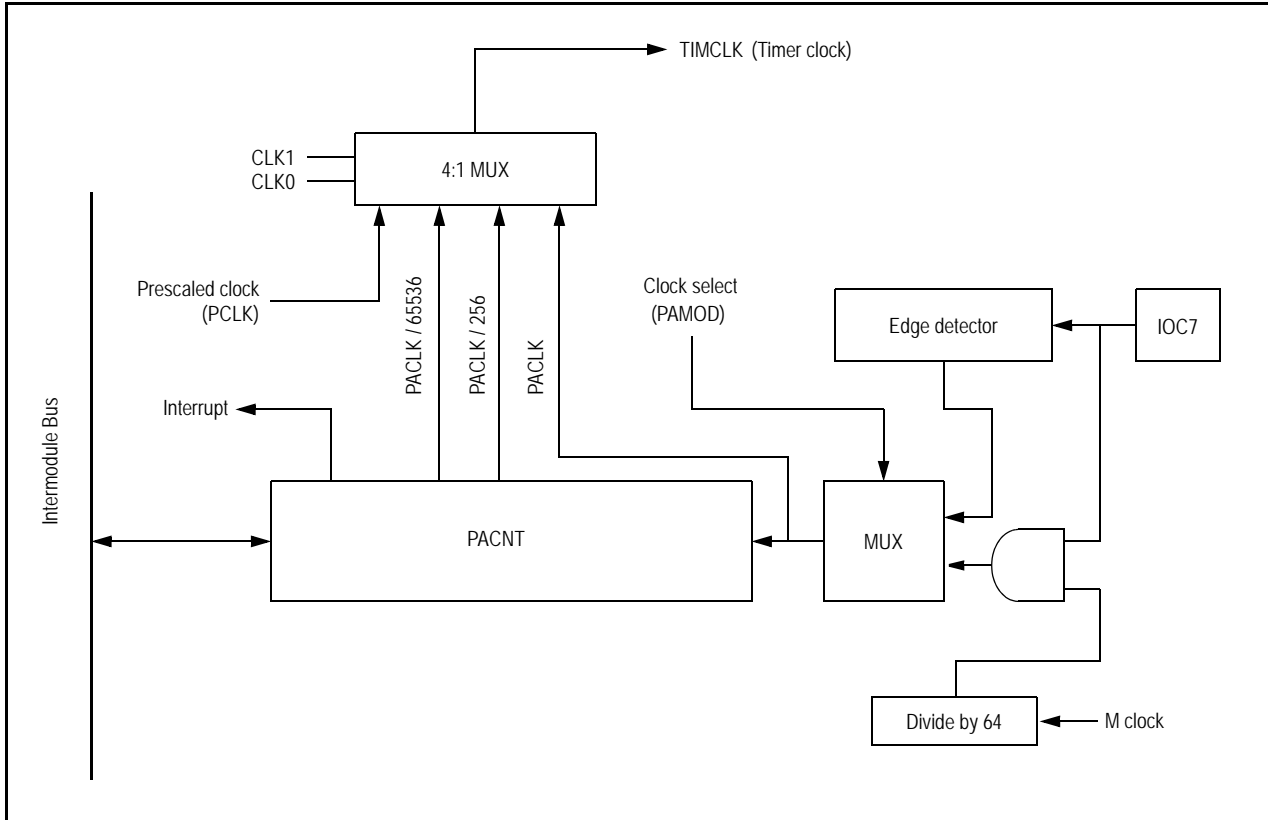 TIMCLK (Timer clock)
CLK1
CLK0
4:1 MUX
Prescaled clock
(PCLK)
PACLK / 65536
PACLK / 256
PACLK
Clock select
(PAMOD)
Edge detector
IOC7
Interrupt
Intermodule Bus
PACNT
MUX
Divide by 64
M clock